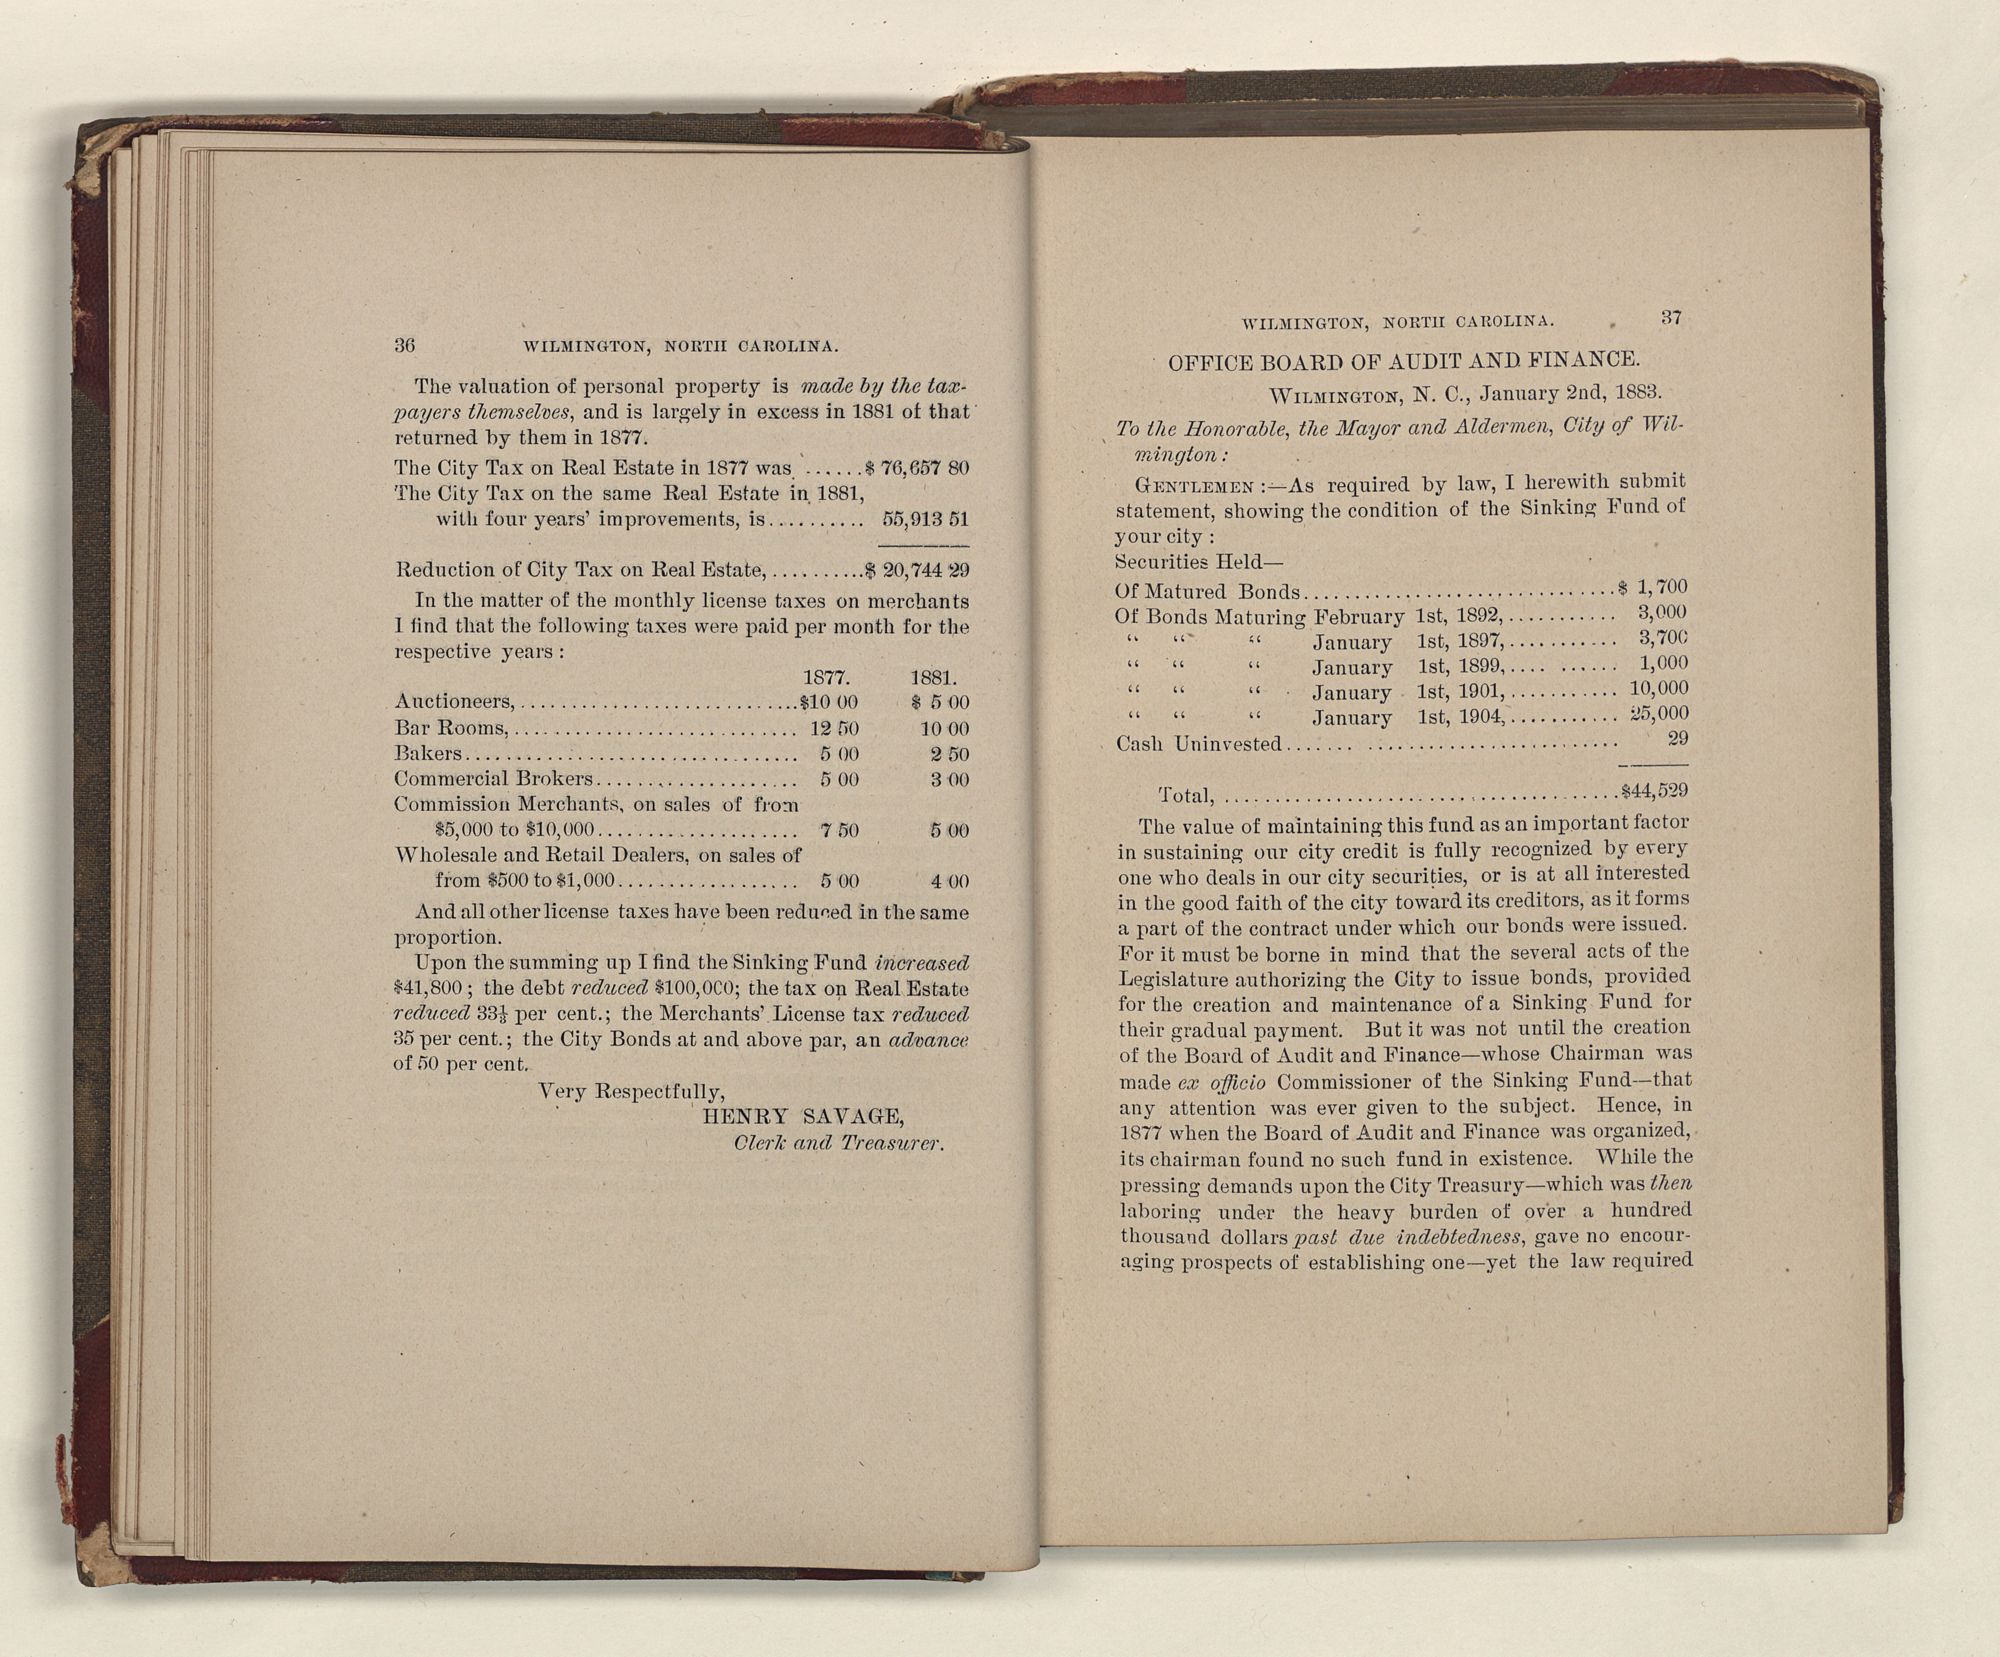 36 WILMINGTON, NORTH CAROLINA.
The valuation of personal property is made by the tax-
payers themselves, and is largely in excess in 1881 of that
returned by them in 1877.
The City Tax on Real Estate in 1877 was ......$ 76,657 80
The City Tax on the same Real Estate in 1881,
with four years' improvements, is.......... 55,913 51
Reduction of City Tax on Real Estate,..........$ 20,744 29
In the matter of the monthly license taxes on merchants
I find that the following taxes were paid per month for the
respective years :
1877. 1881.
Auctioneers,............................$10 00 $ 5 00
Bar Rooms,............................ 12 50 10 00
Bakers................................. 5 00 2 50
Commercial Brokers.................... 5 00 3 00
Commission Merchants, on sales of from
$5,000 to $10,000.................... 7 50 5 00
Wholesale and Retail Dealers, on sales of
from $500 to $1,000.................. 5 00 4 00
And all other license taxes have been reduced in the same
proportion.
Upon the summing up I find the Sinking Fund increased
$41,800 ; the debt reduced $100,000; the tax on Real Estate
reduced 33⅓ per cent.; the Merchants' License tax reduced
35 per cent.; the City Bonds at and above par, an advance
of 50 per cent.
Very Respectfully,
HENRY SAVAGE,
Clerk and Treasurer.
WILMINGTON, NORTH CAROLINA. 37
OFFICE BOARD OF AUDIT AND FINANCE.
WILMINGTON, N. C., January 2nd, 1883.
To the Honorable, the Mayor and Aldermen, City of Wil-
mington :
GENTLEMEN :—As required by law, I herewith submit
statement, showing the condition of the Sinking Fund of
your city :
Securities Held—
Of Matured Bonds...............................$ 1,700
Of Bonds Maturing February 1st, 1892,........... 3,000
“ “ “ January 1st, 1897,........... 3,700
“ “ “ January 1st, 1899,.... ...... 1,000
“ “ “ January 1st, 1901,........... 10,000
“ “ “ January 1st, 1904,........... 25,000
Cash Uninvested....... ......................... 29
Total, .......................................$44,529
The value of maintaining this fund as an important factor
in sustaining our city credit is fully recognized by every
one who deals in our city securities, or is at all interested
in the good faith of the city toward its creditors, as it forms
a part of the contract under which our bonds were issued.
For it must be borne in mind that the several acts of the
Legislature authorizing the City to issue bonds, provided
for the creation and maintenance of a Sinking Fund for
their gradual payment. But it was not until the creation
of the Board of Audit and Finance—whose Chairman was
made ex officio Commissioner of the Sinking Fund—that
any attention was ever given to the subject. Hence, in
1877 when the Board of Audit and Finance was organized,
its chairman found no such fund in existence. While the
pressing demands upon the City Treasury—which was then
laboring under the heavy burden of over a hundred
thousand dollars past due indebtedness, gave no encour-
aging prospects of establishing one—yet the law required